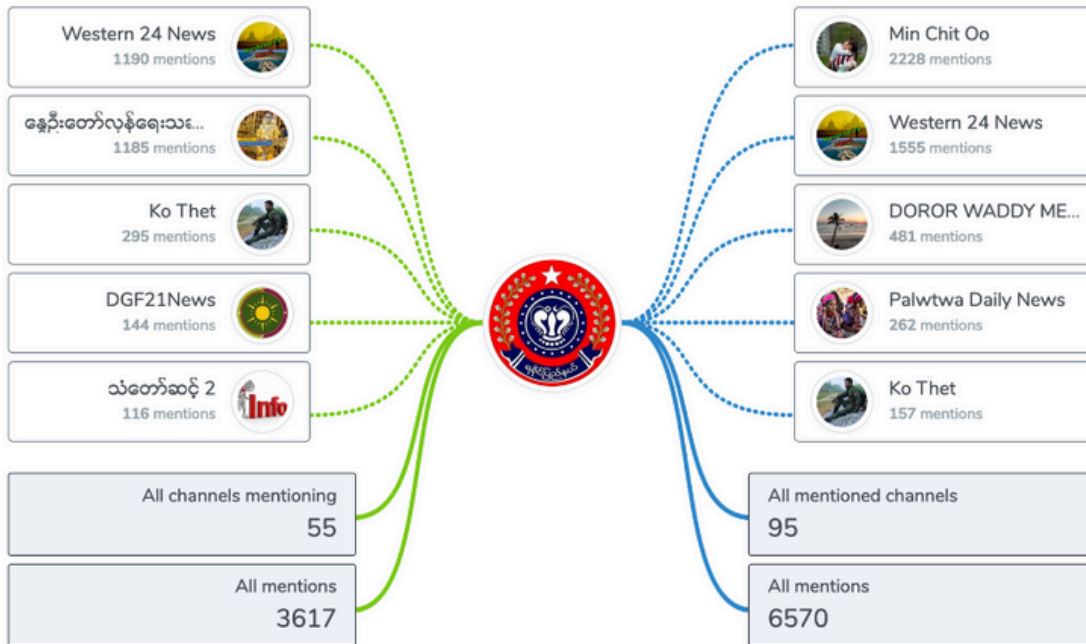 Western 24 News
1190 mentions
နွေဦးတော်လှန်ရေးသစ...
1185 mentions
Ko Thet
295 mentions
DGF21News
144 mentions
သံတော်ဆင့် 2
116 mentions
Info
All channels mentioning
55
All mentions
3617
Min Chit Oo
2228 mentions
Western 24 News
1555 mentions
DOROR WADDY ME...
481 mentions
Palwtwa Daily News
262 mentions
Ko Thet
157 mentions
All mentioned channels
95
All mentions
6570